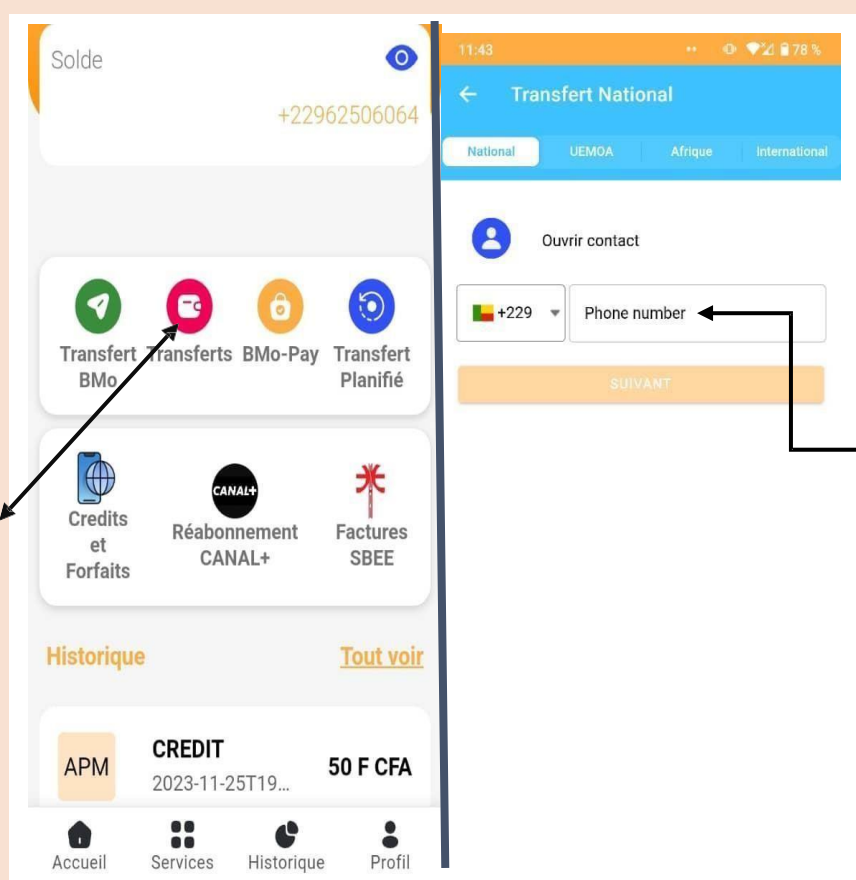 Solde
+22962506064
Transfert BMo
Transferts
BMo-Pay
Transfert Planifié
Credits et Forfaits
CANAL+
Réabonnement CANAL+
Factures SBEE
Historique
Tout voir
APM
CREDIT
2023-11-25T19...
50 F CFA
Accueil
Services
Historique
Profil
11:43
78 %
Transfert National
National
UEMOA
Afrique
International
Ouvrir contact
+229
Phone number
SUIVANT